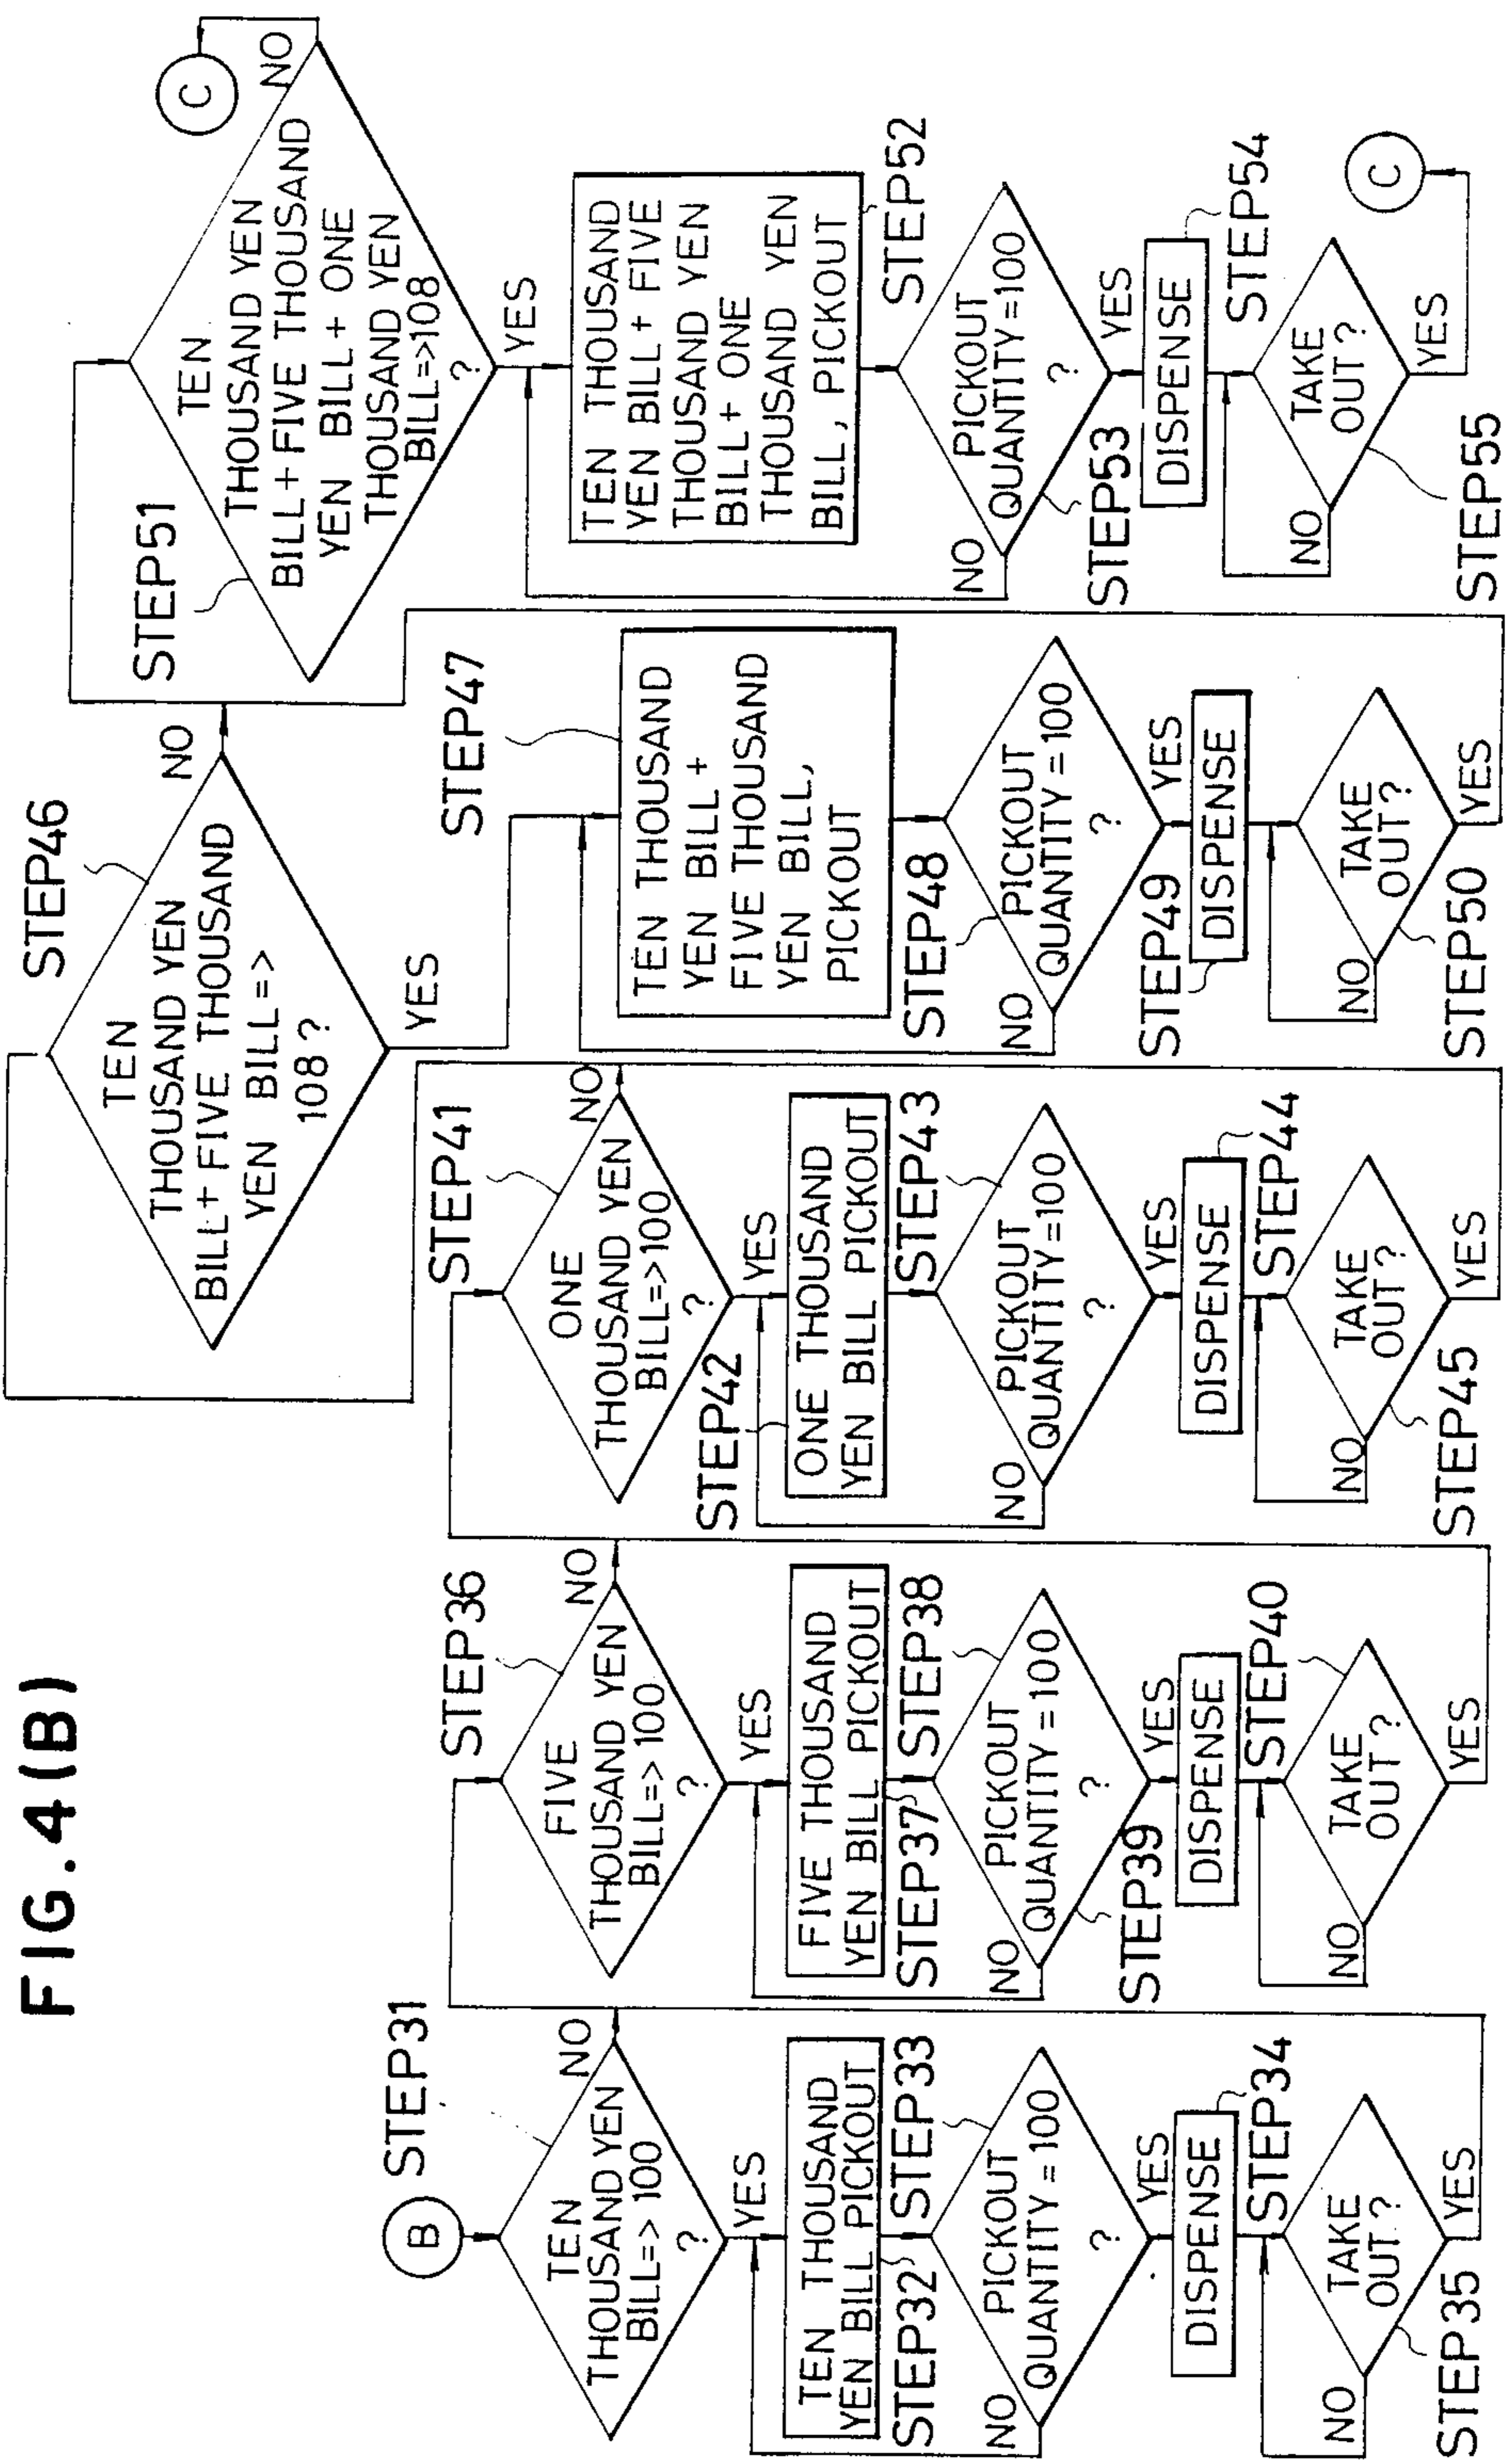 FIG.4(B)
B
STEP31
TEN
THOUSAND YEN
BILL=>100
?
NO
YES
TEN THOUSAND
YEN BILL PICKOUT
STEP32
STEP33
PICKOUT
QUANTITY=100
?
NO
YES
DISPENSE
STEP34
TAKE
OUT?
NO
YES
STEP35
STEP36
FIVE
THOUSAND YEN
BILL=>100
?
NO
YES
FIVE THOUSAND
YEN BILL PICKOUT
STEP37
STEP38
PICKOUT
QUANTITY=100
?
NO
YES
STEP39
DISPENSE
STEP40
TAKE
OUT?
NO
YES
STEP41
ONE
THOUSAND YEN
BILL=>100
?
NO
YES
STEP42
ONE THOUSAND
YEN BILL PICKOUT
STEP43
PICKOUT
QUANTITY=100
?
NO
YES
DISPENSE
STEP44
TAKE
OUT?
NO
YES
STEP45
STEP46
TEN
THOUSAND YEN
BILL+FIVE THOUSAND
YEN BILL=>
108?
NO
YES
STEP47
TEN THOUSAND
YEN BILL+
FIVE THOUSAND
YEN BILL,
PICKOUT
STEP48
PICKOUT
QUANTITY=100
?
NO
YES
STEP49
DISPENSE
TAKE
OUT?
NO
YES
STEP50
STEP51
TEN
THOUSAND YEN
BILL+FIVE THOUSAND
YEN BILL+ ONE
THOUSAND YEN
BILL=>108
?
NO
C
YES
TEN THOUSAND
YEN BILL+ FIVE
THOUSAND YEN
BILL+ ONE
THOUSAND YEN
BILL, PICKOUT
STEP52
PICKOUT
QUANTITY=100
?
NO
YES
STEP53
DISPENSE
STEP54
TAKE
OUT?
NO
YES
STEP55
C